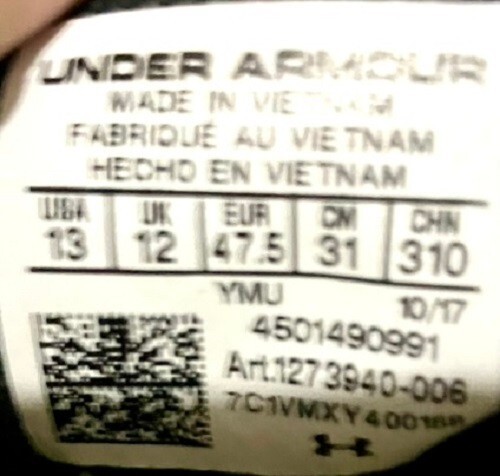 UNDER ARMOUR
MADE IN VIETNAM
FABRIQUÉ AU VIETNAM
HECHO EN VIETNAM
USA UK EUR CM CHN
13 12 47.5 31 310
YMU 10/17
4501490991
Art.1273940-006